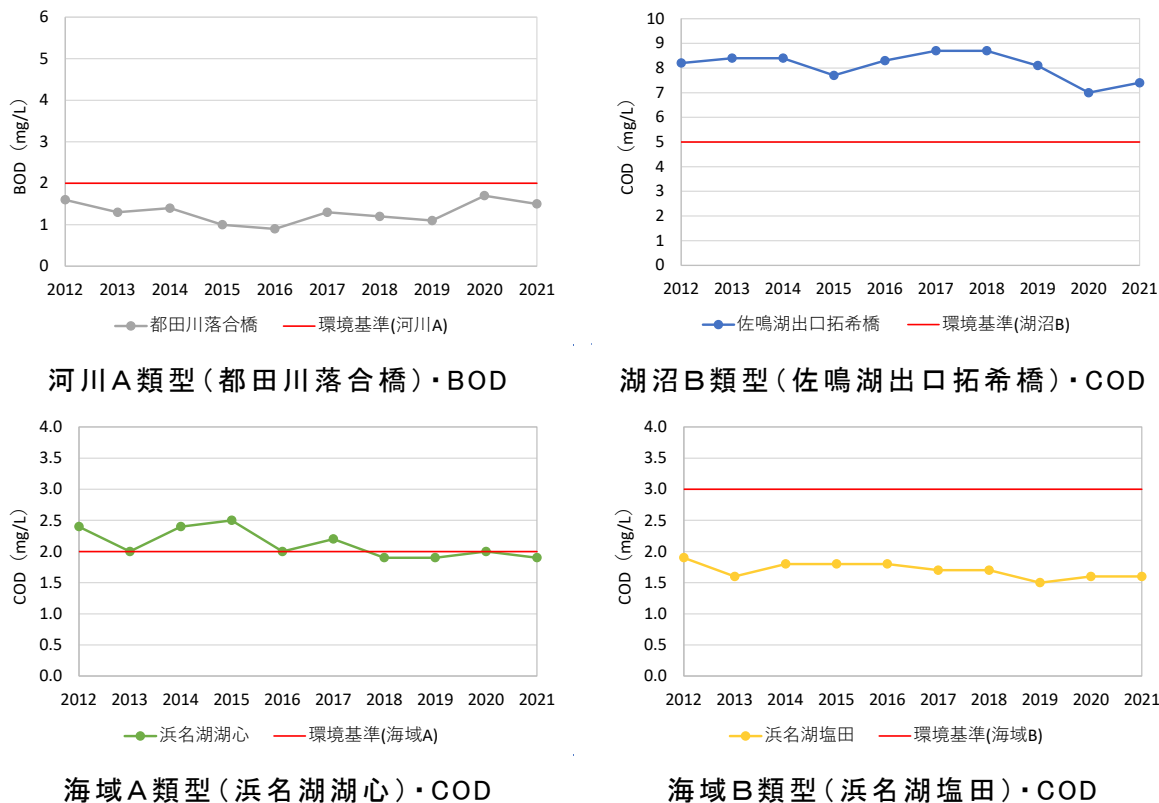 6
5
4
3
2
1
0
BOD （mg/L）
2012 2013 2014 2015 2016 2017 2018 2019 2020 2021
都田川落合橋 環境基準(河川A)
河川A類型(都田川落合橋)・BOD
10
9
8
7
6
5
4
3
2
1
0
COD （mg/L）
2012 2013 2014 2015 2016 2017 2018 2019 2020 2021
佐鳴湖出口拓希橋 環境基準(湖沼B)
湖沼B類型(佐鳴湖出口拓希橋)・COD
4.0
3.5
3.0
2.5
2.0
1.5
1.0
0.5
0.0
COD （mg/L）
2012 2013 2014 2015 2016 2017 2018 2019 2020 2021
浜名湖湖心 環境基準(海域A)
海域A類型(浜名湖湖心)・COD
4.0
3.5
3.0
2.5
2.0
1.5
1.0
0.5
0.0
COD （mg/L）
2012 2013 2014 2015 2016 2017 2018 2019 2020 2021
浜名湖塩田 環境基準(海域B)
海域B類型(浜名湖塩田)・COD